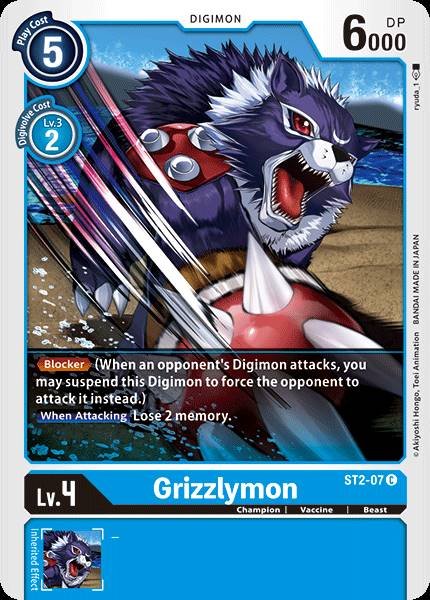 Play Cost
5
DIGIMON
6000
DP
Digivolve Cost
Lv.3
2
ryuda_1
©Akiyoshi Hongo, Toei Animation BANDAI MADE IN JAPAN
Blocker (When an opponent's Digimon attacks, you
may suspend this Digimon to force the opponent to
attack it instead.)
When Attacking Lose 2 memory.
Lv.4
Grizzlymon
ST2-07 C
Champion | Vaccine | Beast
Inherited Effect
–